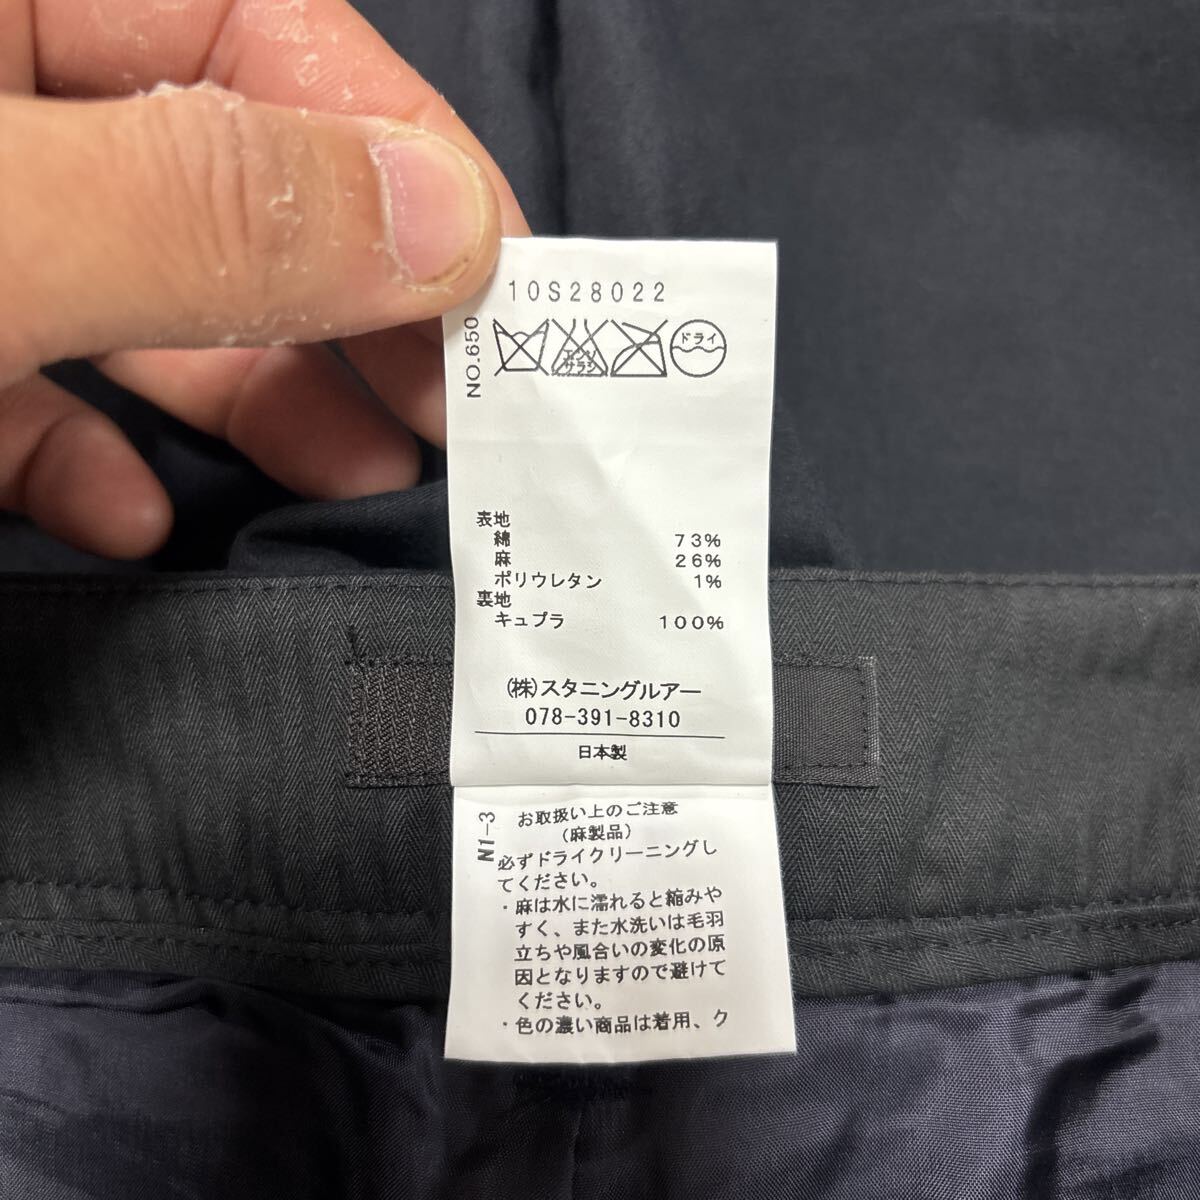 10S28022
NO.650
エンソ
サラシ
ドライ
表地
綿 73%
麻 26%
ポリウレタン 1%
裏地
キュプラ 100%
(株)スタニングルアー
078-391-8310
日本製
N1-3
お取扱い上のご注意
(麻製品)
必ずドライクリーニングし
てください。
・麻は水に濡れると縮みや
すく、また水洗いは毛羽
立ちや風合いの変化の原
因となりますので避けて
ください。
・色の濃い商品は着用、ク